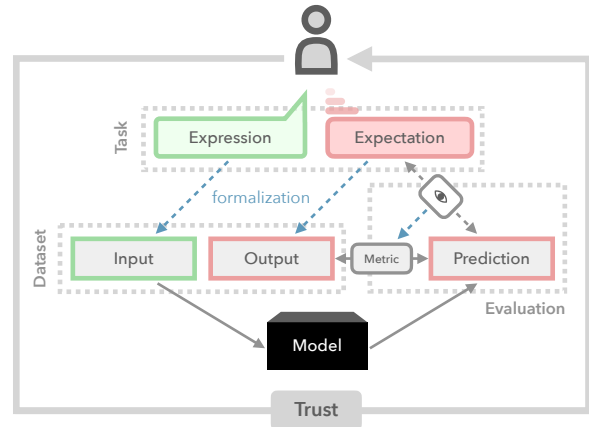 Task
Expression
Expectation
formalization
Dataset
Input
Output
Metric
Prediction
Evaluation
Model
Trust